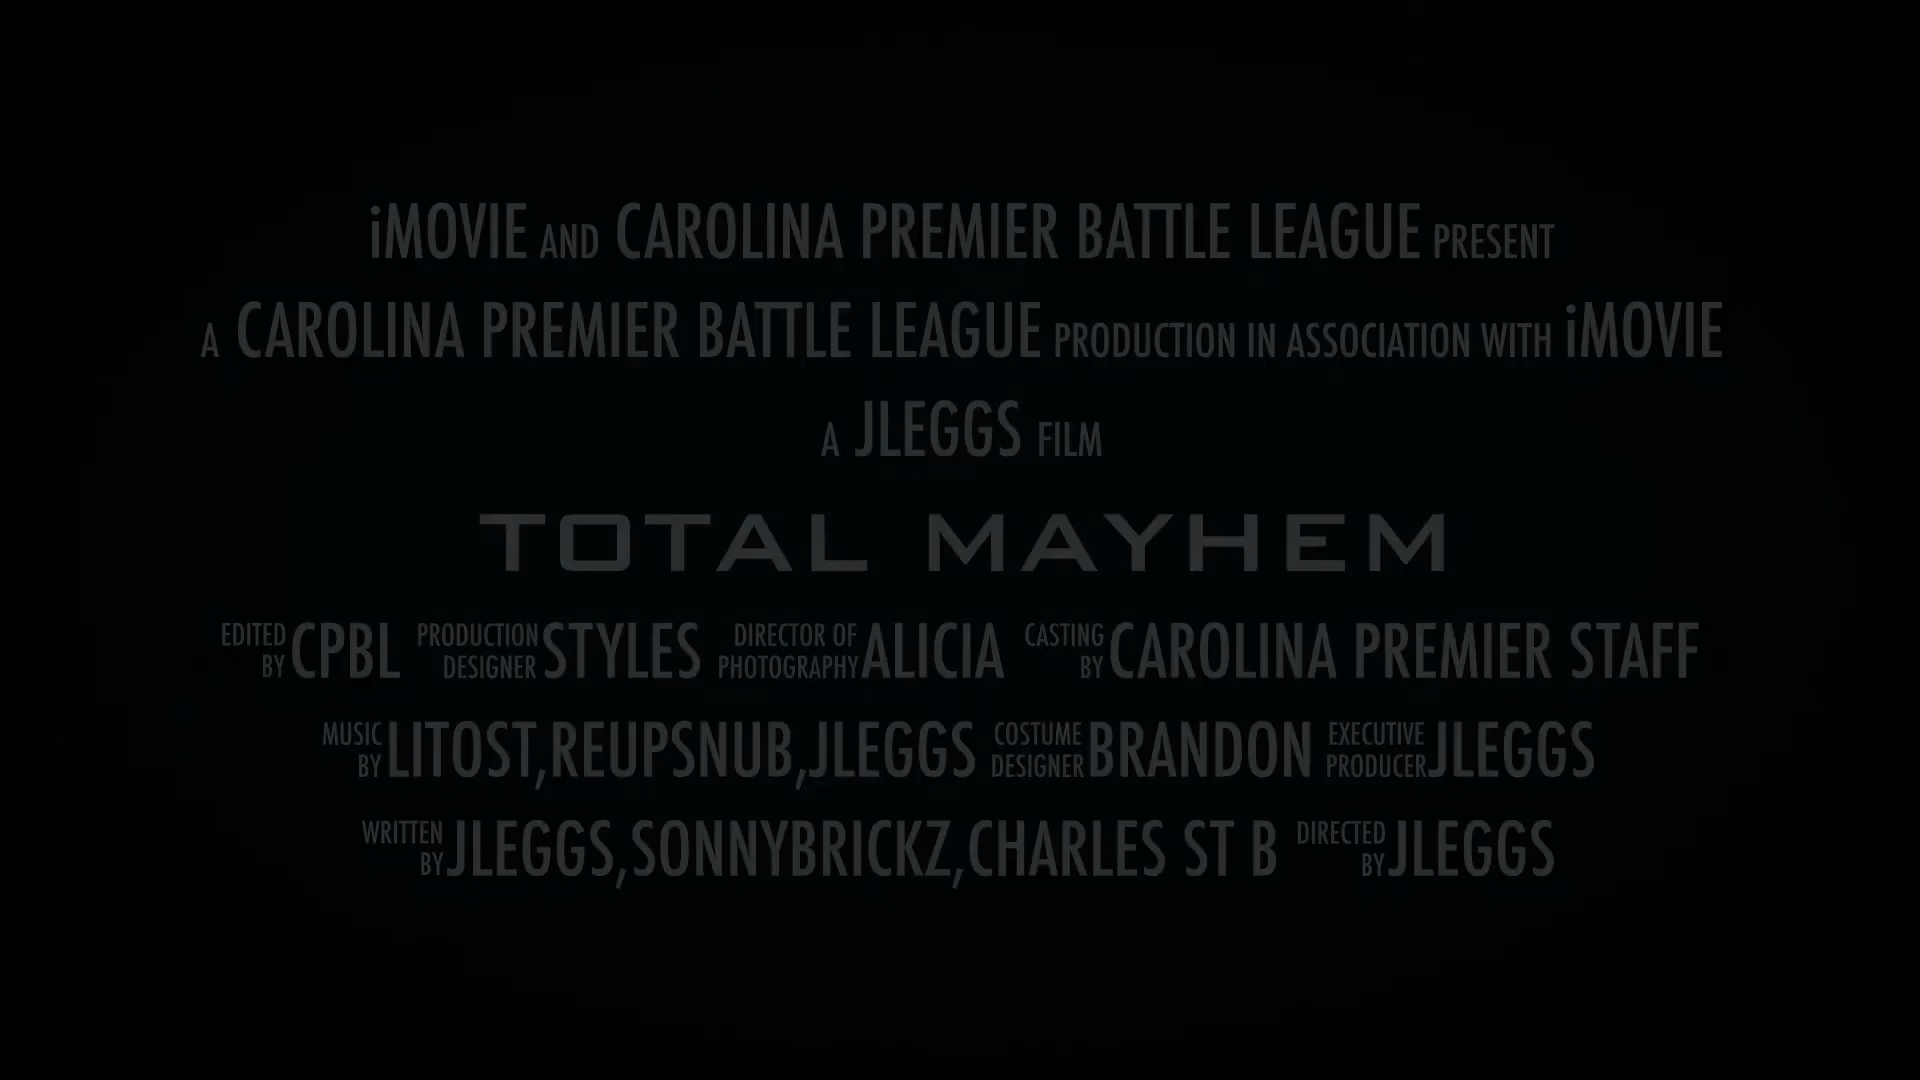 iMOVIE AND CAROLINA PREMIER BATTLE LEAGUE PRESENT
A CAROLINA PREMIER BATTLE LEAGUE PRODUCTION IN ASSOCIATION WITH iMOVIE
A JLEGGS FILM
TOTAL MAYHEM
EDITED BY CPBL PRODUCTION DESIGNER STYLES DIRECTOR OF PHOTOGRAPHY ALICIA CASTING BY CAROLINA PREMIER STAFF
MUSIC BY LITOST,REUPSNUB,JLEGGS COSTUME DESIGNER BRANDON EXECUTIVE PRODUCER JLEGGS
WRITTEN BY JLEGGS,SONNYBRICKZ,CHARLES ST B DIRECTED BY JLEGGS